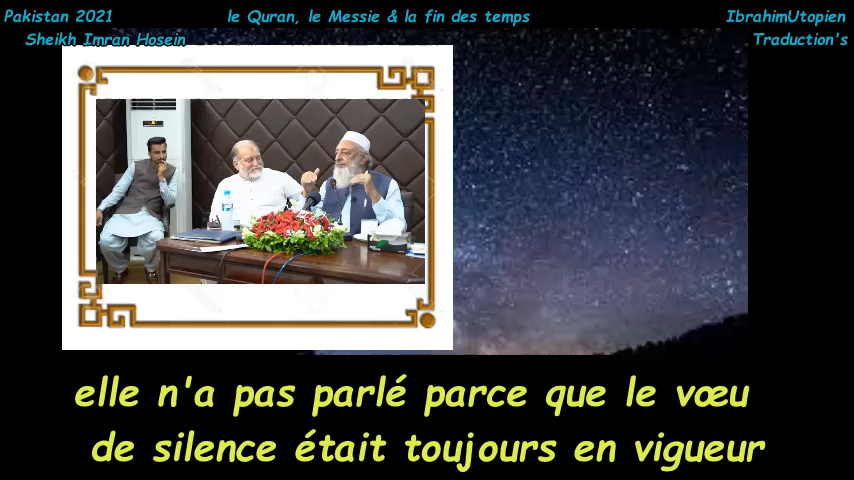 Pakistan 2021
le Quran, le Messie & la fin des temps
IbrahimUtopien
Sheikh Imran Hosein
Traduction's
elle n'a pas parlé parce que le vœu
de silence était toujours en vigueur